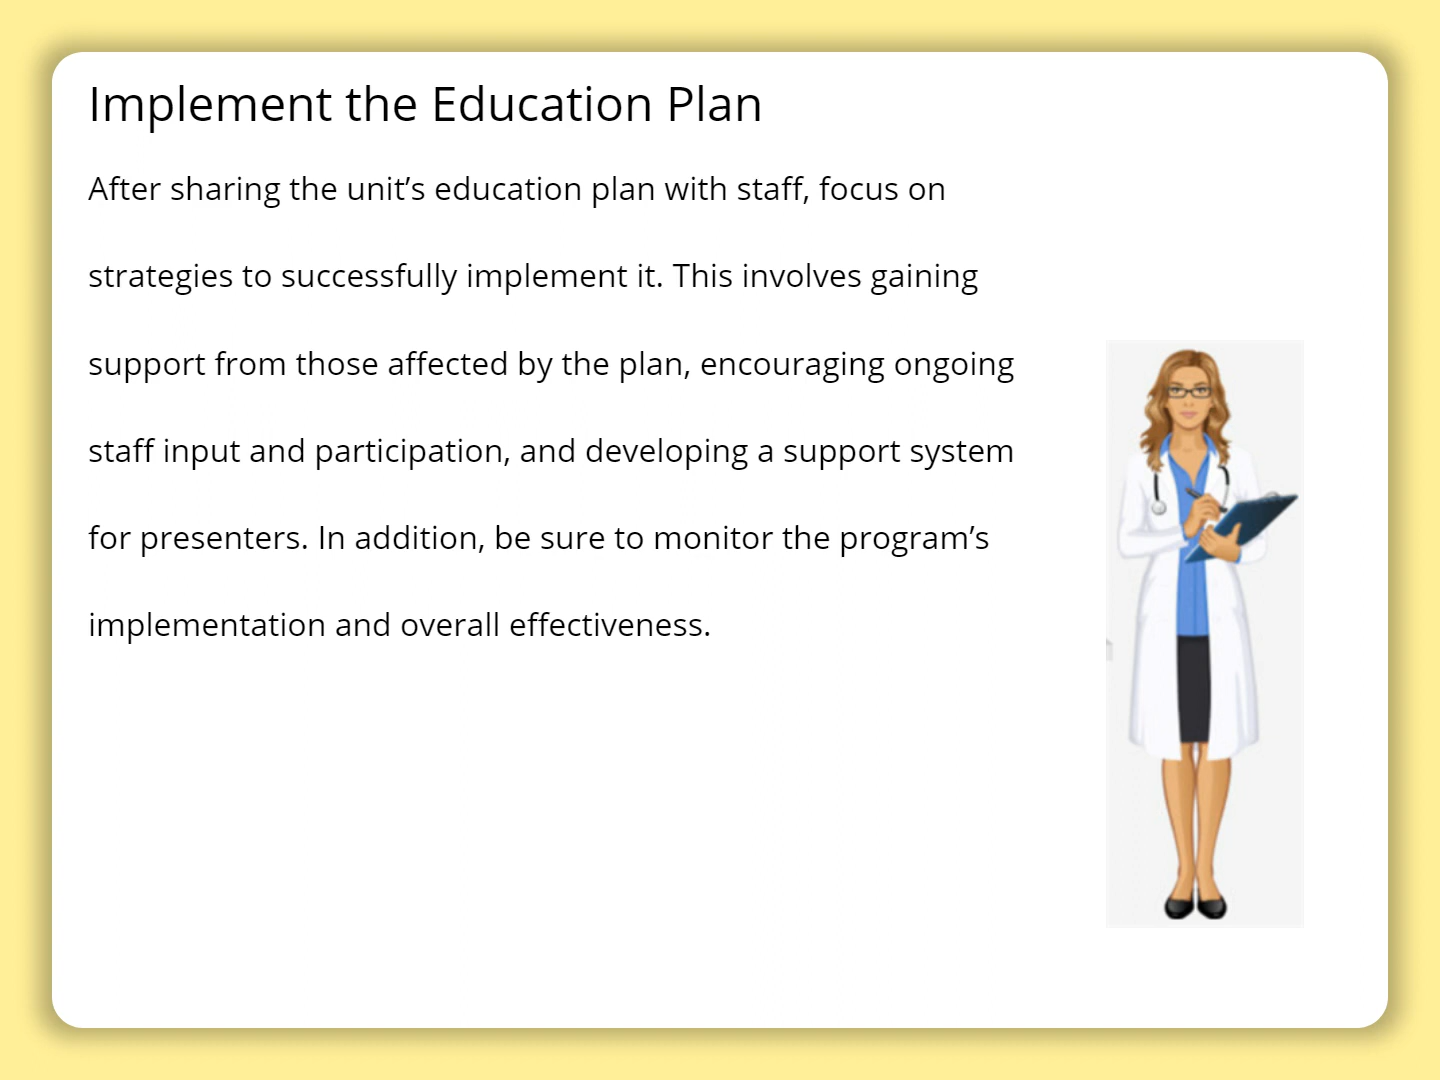 Implement the Education Plan
After sharing the unit’s education plan with staff, focus on
strategies to successfully implement it. This involves gaining
support from those affected by the plan, encouraging ongoing
staff input and participation, and developing a support system
for presenters. In addition, be sure to monitor the program’s
implementation and overall effectiveness.